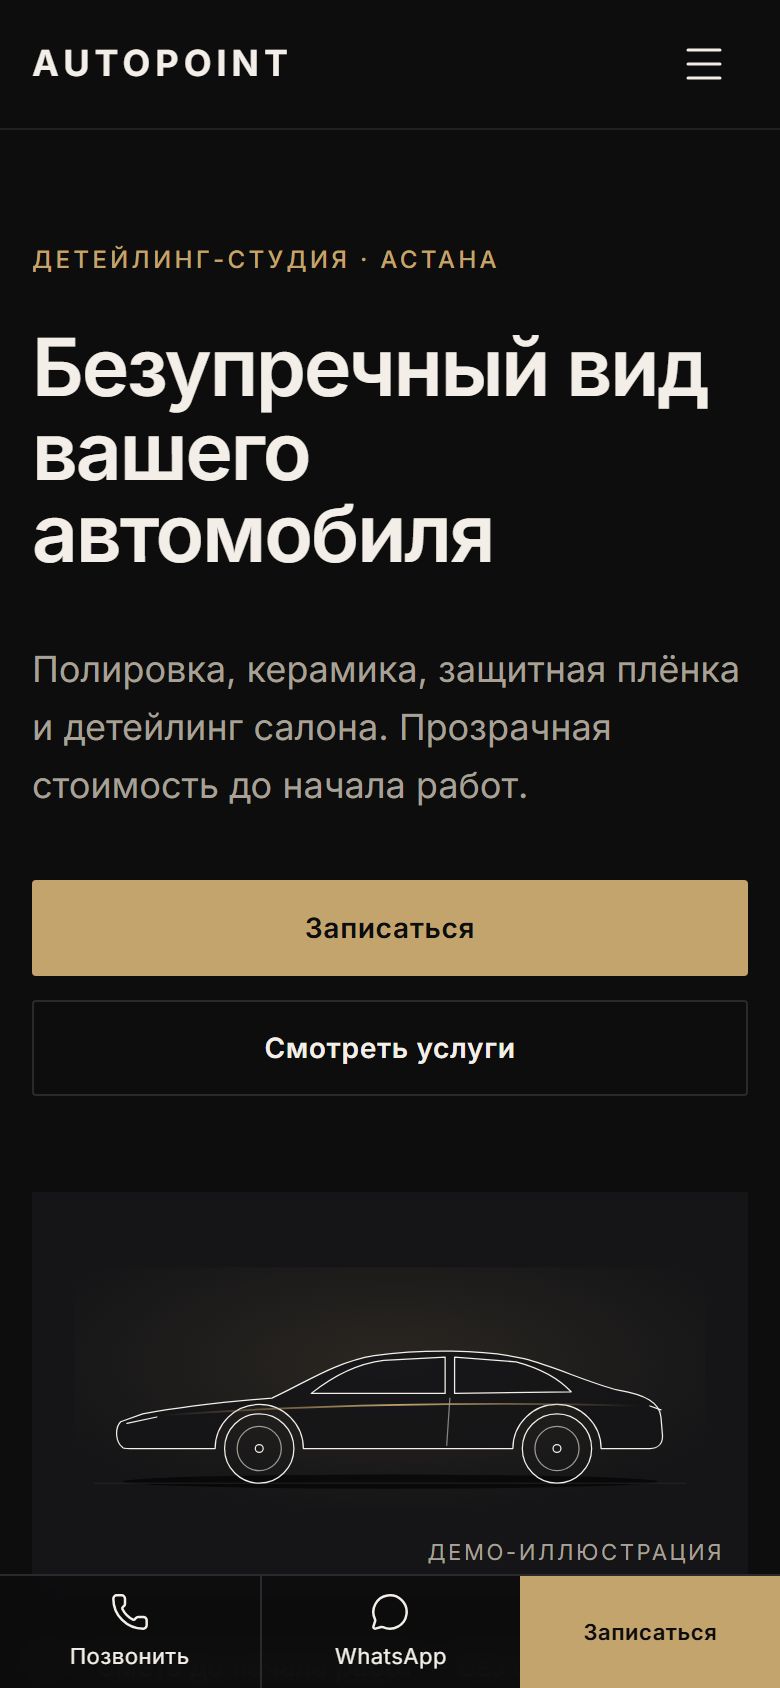 AUTOPOINT
ДЕТЕЙЛИНГ-СТУДИЯ · АСТАНА
Безупречный вид
вашего
автомобиля
Полировка, керамика, защитная плёнка
и детейлинг салона. Прозрачная
стоимость до начала работ.
Записаться
Смотреть услуги
ДЕМО-ИЛЛЮСТРАЦИЯ
Позвонить
WhatsApp
Записаться